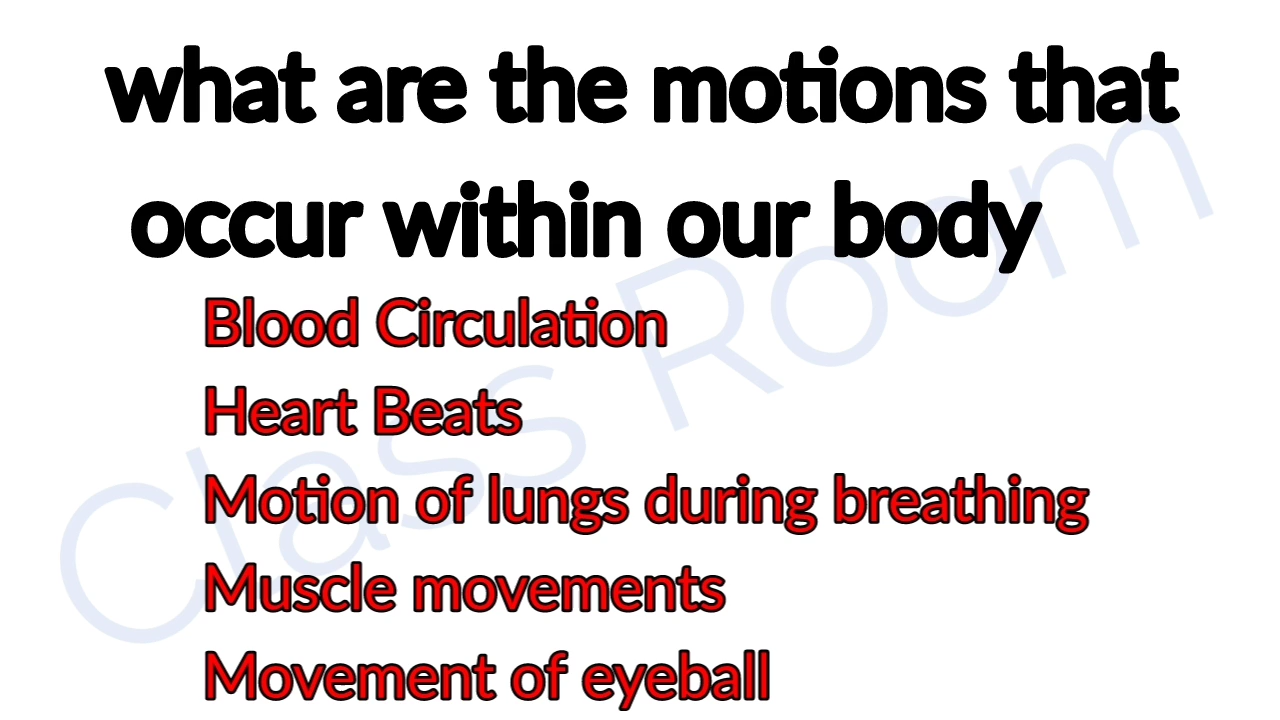 what are the motions that
occur within our body
Blood Circulation
Heart Beats
Motion of lungs during breathing
Muscle movements
Movement of eyeball
Class Room